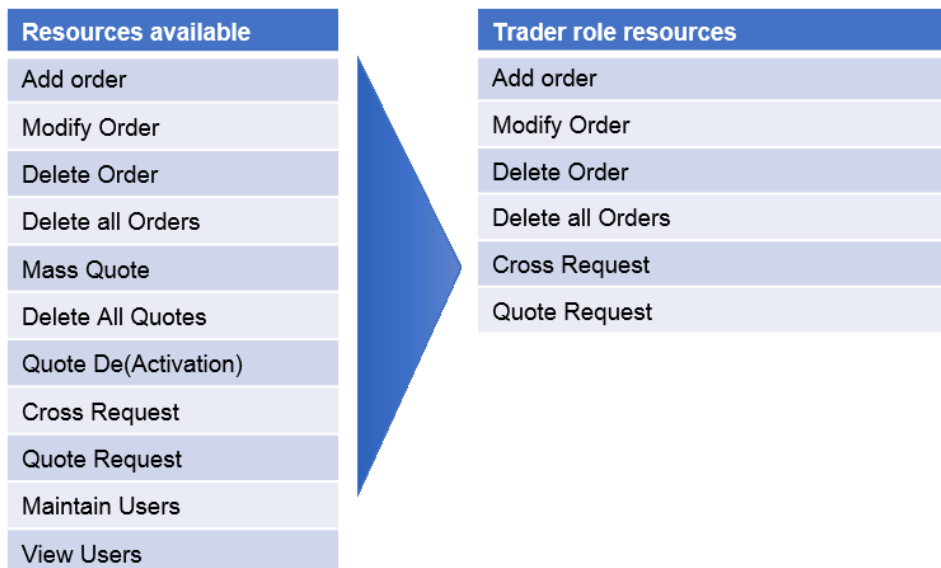 Resources available
Add order
Modify Order
Delete Order
Delete all Orders
Mass Quote
Delete All Quotes
Quote De(Activation)
Cross Request
Quote Request
Maintain Users
View Users
Trader role resources
Add order
Modify Order
Delete Order
Delete all Orders
Cross Request
Quote Request